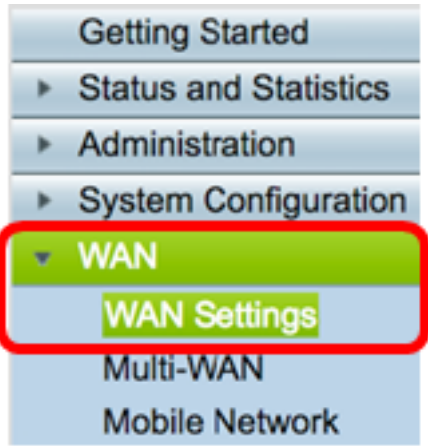 Getting Started
Status and Statistics
Administration
System Configuration
WAN
WAN Settings
Multi-WAN
Mobile Network